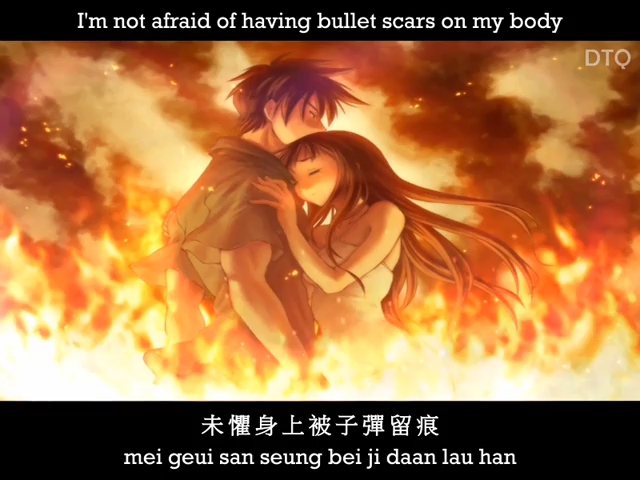 I'm not afraid of having bullet scars on my body
DTQ
未懼身上被子彈留痕
mei geui san seung bei ji daan lau han